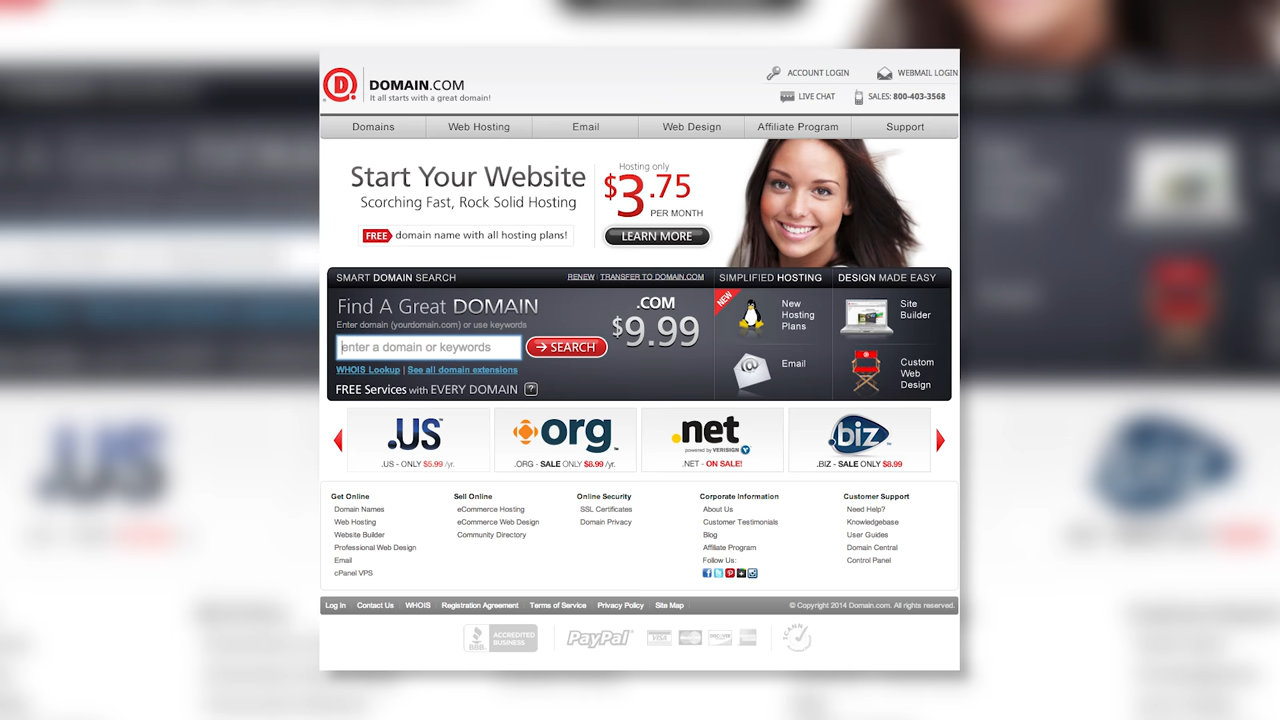 D
DOMAIN.COM
It all starts with a great domain!
ACCOUNT LOGIN
WEBMAIL LOGIN
LIVE CHAT
SALES: 800-403-3568
Domains
Web Hosting
Email
Web Design
Affiliate Program
Support
Start Your Website
Scorching Fast, Rock Solid Hosting
FREE domain name with all hosting plans!
Hosting only
$3.75
PER MONTH
LEARN MORE
SMART DOMAIN SEARCH
RENEW | TRANSFER TO DOMAIN.COM
Find A Great DOMAIN
Enter domain (yourdomain.com) or use keywords
enter a domain or keywords
→ SEARCH
.COM
$9.99
WHOIS Lookup | See all domain extensions
FREE Services with EVERY DOMAIN ?
SIMPLIFIED HOSTING
NEW
New
Hosting
Plans
@
Email
DESIGN MADE EASY
Site
Builder
Custom
Web
Design
.US
.US - ONLY $5.99 /yr.
.org™
.ORG - SALE ONLY $8.99 /yr.
.net
powered by VERISIGN
.NET - ON SALE!
.biz
.BIZ - SALE ONLY $8.99
Get Online
Domain Names
Web Hosting
Website Builder
Professional Web Design
Email
cPanel VPS
Sell Online
eCommerce Hosting
eCommerce Web Design
Community Directory
Online Security
SSL Certificates
Domain Privacy
Corporate Information
About Us
Customer Testimonials
Blog
Affiliate Program
Follow Us:
Customer Support
Need Help?
Knowledgebase
User Guides
Domain Central
Control Panel
Log In
Contact Us
WHOIS
Registration Agreement
Terms of Service
Privacy Policy
Site Map
© Copyright 2014 Domain.com. All rights reserved.
BBB.
ACCREDITED
BUSINESS
PayPal
VISA
DISCOVER